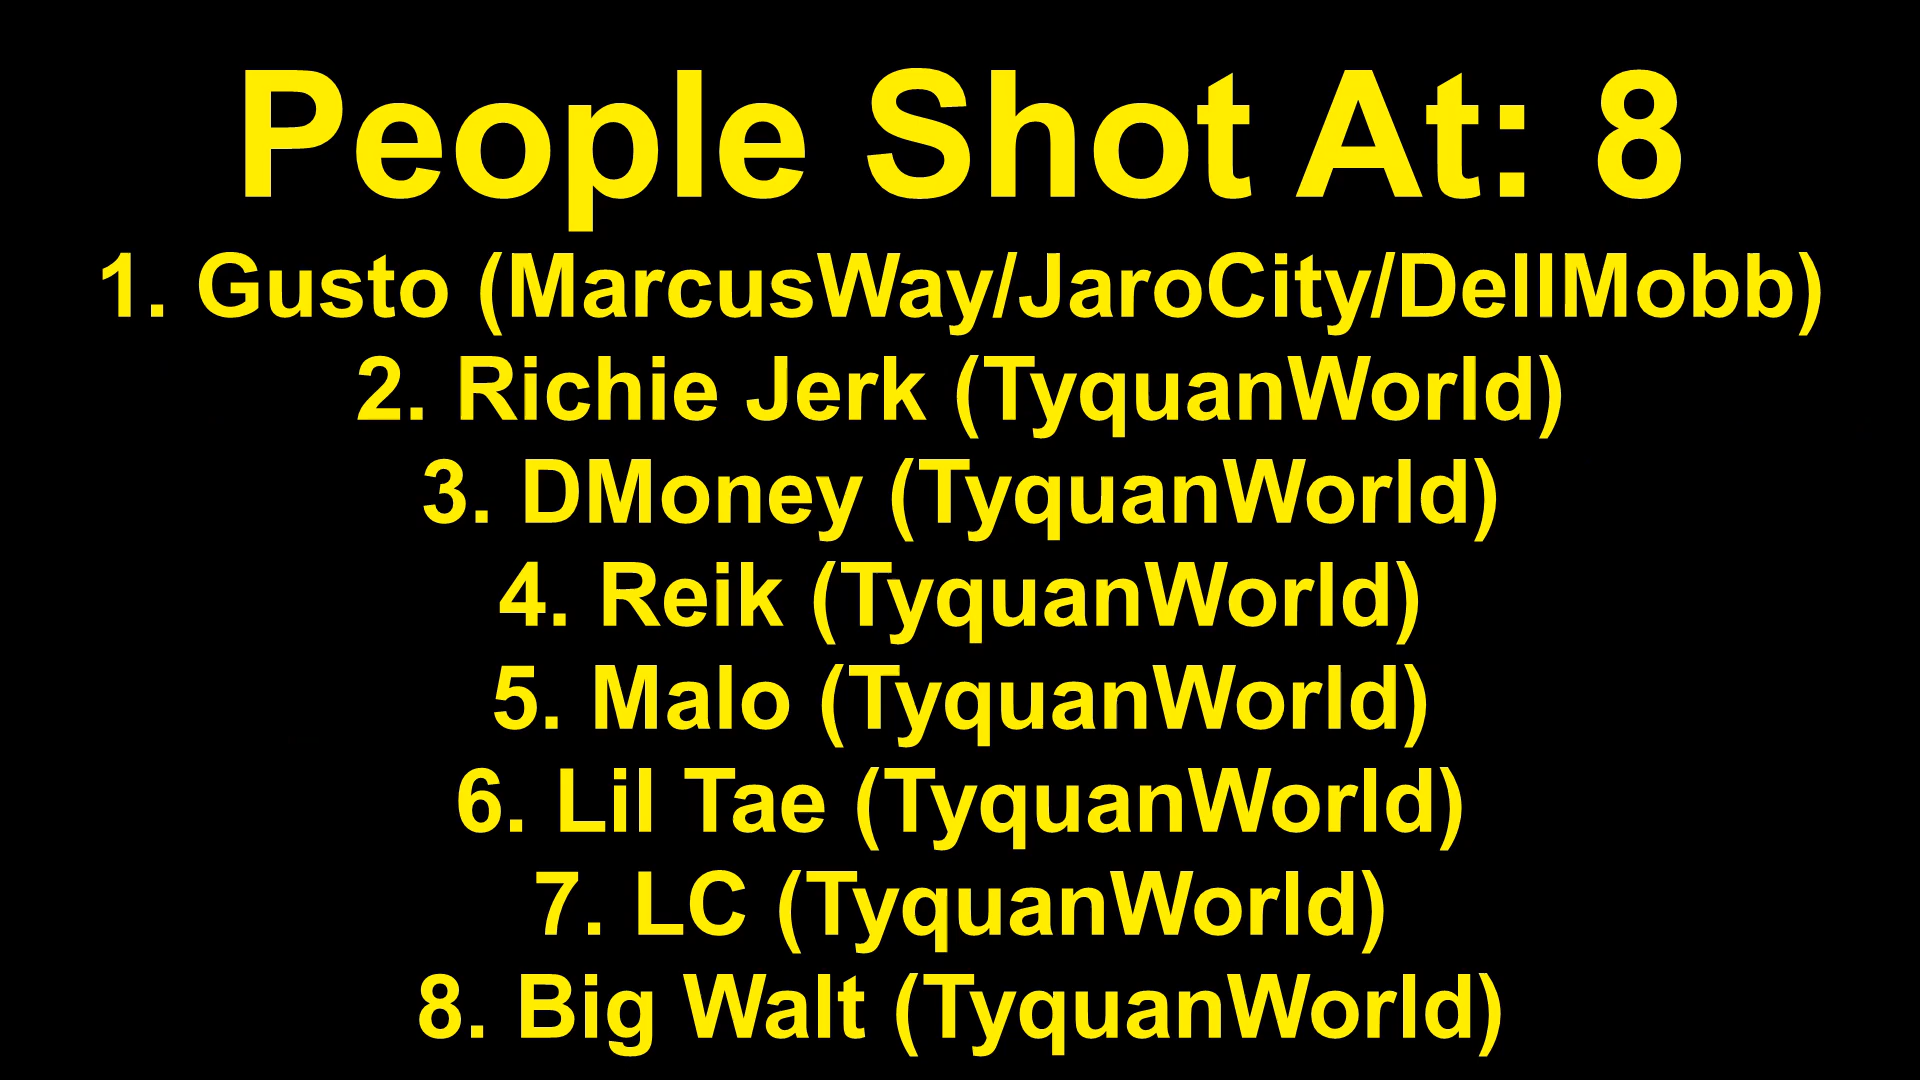 People Shot At: 8
1. Gusto (MarcusWay/JaroCity/DellMobb)
2. Richie Jerk (TyquanWorld)
3. DMoney (TyquanWorld)
4. Reik (TyquanWorld)
5. Malo (TyquanWorld)
6. Lil Tae (TyquanWorld)
7. LC (TyquanWorld)
8. Big Walt (TyquanWorld)